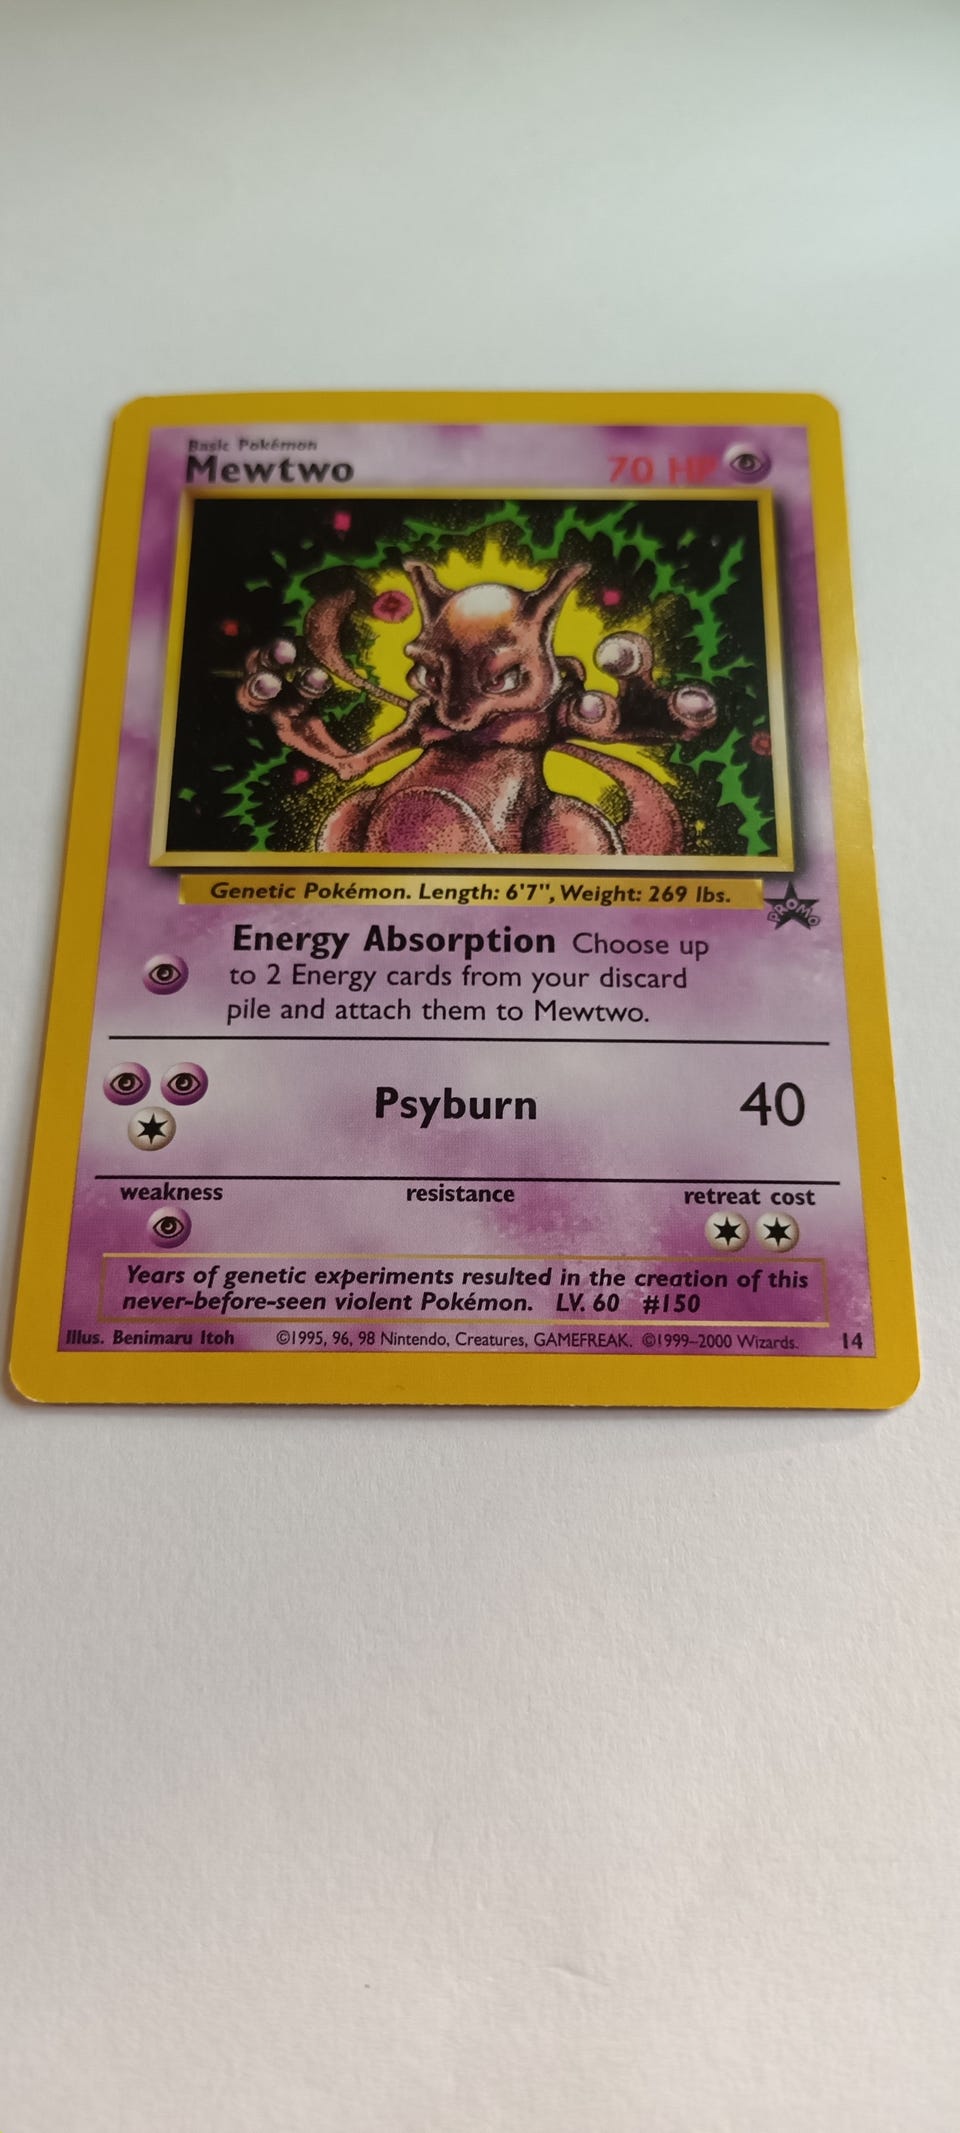 Basic Pokémon
Mewtwo
70 HP
Genetic Pokémon. Length: 6'7", Weight: 269 lbs.
PROMO
Energy Absorption Choose up
to 2 Energy cards from your discard
pile and attach them to Mewtwo.
Psyburn 40
weakness resistance retreat cost
Years of genetic experiments resulted in the creation of this
never-before-seen violent Pokémon. LV. 60 #150
Illus. Benimaru Itoh ©1995, 96, 98 Nintendo, Creatures, GAMEFREAK. ©1999–2000 Wizards. 14